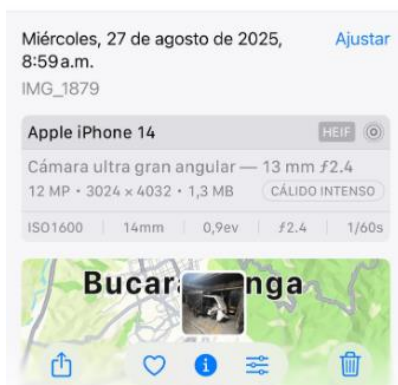 Miércoles, 27 de agosto de 2025, Ajustar
8:59 a.m.
IMG_1879
Apple iPhone 14 HEIF
Cámara ultra gran angular — 13 mm ƒ2.4
12 MP • 3024 × 4032 • 1,3 MB CÁLIDO INTENSO
ISO1600 14mm 0,9ev ƒ2.4 1/60s